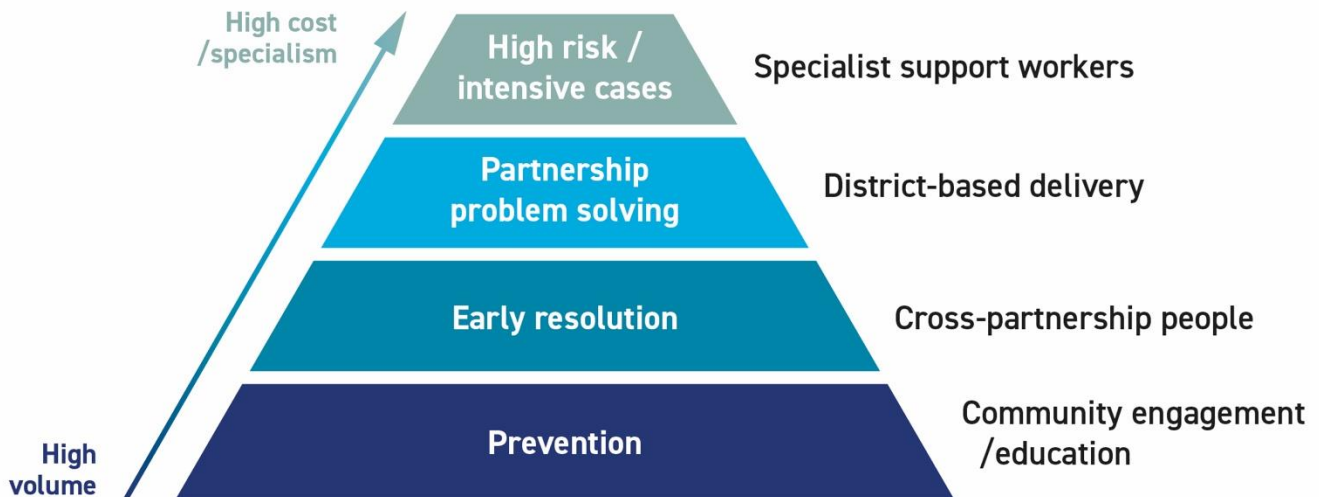 High cost
/specialism
High risk /
intensive cases
Specialist support workers
Partnership
problem solving
District-based delivery
Early resolution
Cross-partnership people
High
volume
Prevention
Community engagement
/education